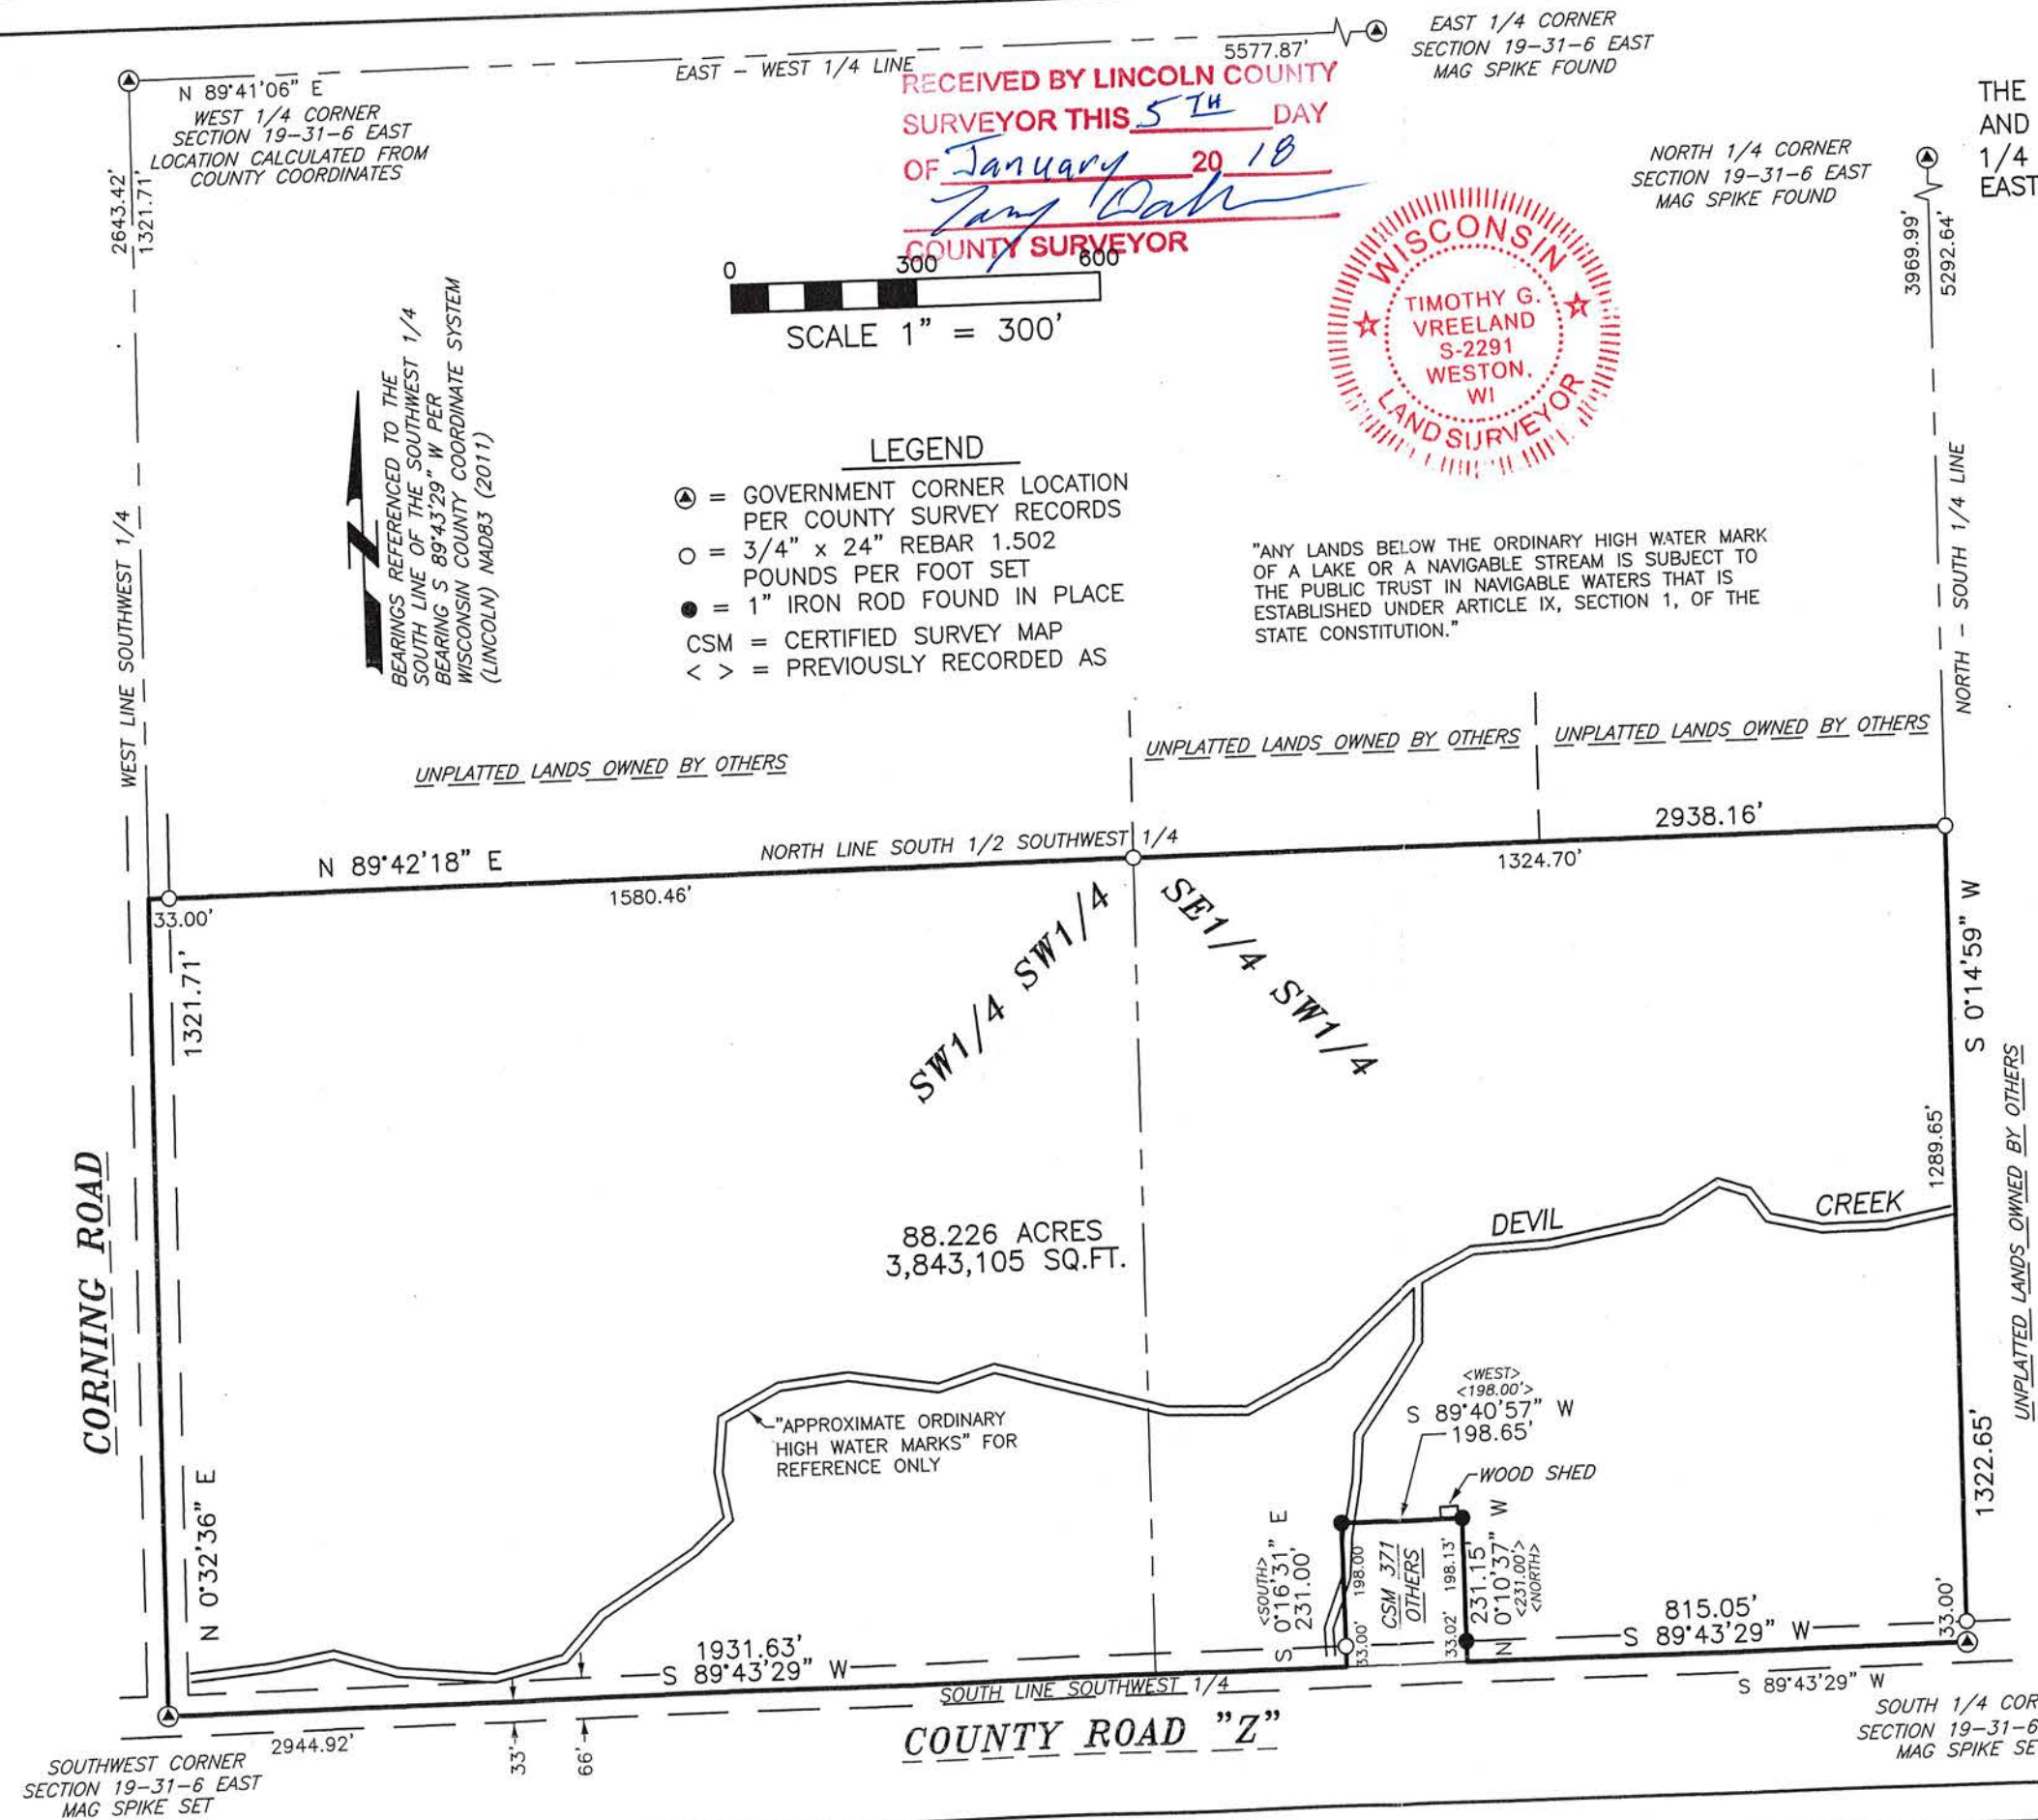 EAST 1/4 CORNER
SECTION 19-31-6 EAST
MAG SPIKE FOUND
5577.87'
EAST - WEST 1/4 LINE
N 89°41'06" E
WEST 1/4 CORNER
SECTION 19-31-6 EAST
LOCATION CALCULATED FROM
COUNTY COORDINATES
RECEIVED BY LINCOLN COUNTY
SURVEYOR THIS 5TH DAY
OF January 20 18
COUNTY SURVEYOR
THE
AND
1/4
EAST
NORTH 1/4 CORNER
SECTION 19-31-6 EAST
MAG SPIKE FOUND
2643.42'
1321.71'
3969.99'
5292.64'
0 300 600
SCALE 1" = 300'
WISCONSIN
TIMOTHY G.
VREELAND
S-2291
WESTON,
WI
LAND SURVEYOR
N
BEARINGS REFERENCED TO THE
SOUTH LINE OF THE SOUTHWEST 1/4
BEARING S 89°43'29" W PER
WISCONSIN COUNTY COORDINATE SYSTEM
(LINCOLN) NAD83 (2011)
LEGEND
= GOVERNMENT CORNER LOCATION
PER COUNTY SURVEY RECORDS
= 3/4" x 24" REBAR 1.502
POUNDS PER FOOT SET
= 1" IRON ROD FOUND IN PLACE
CSM = CERTIFIED SURVEY MAP
< > = PREVIOUSLY RECORDED AS
"ANY LANDS BELOW THE ORDINARY HIGH WATER MARK
OF A LAKE OR A NAVIGABLE STREAM IS SUBJECT TO
THE PUBLIC TRUST IN NAVIGABLE WATERS THAT IS
ESTABLISHED UNDER ARTICLE IX, SECTION 1, OF THE
STATE CONSTITUTION."
WEST LINE SOUTHWEST 1/4
NORTH - SOUTH 1/4 LINE
UNPLATTED LANDS OWNED BY OTHERS
UNPLATTED LANDS OWNED BY OTHERS
UNPLATTED LANDS OWNED BY OTHERS
2938.16'
NORTH LINE SOUTH 1/2 SOUTHWEST 1/4
N 89°42'18" E
1324.70'
1580.46'
33.00'
1321.71'
SW1/4 SW1/4
SE1/4 SW1/4
S 0°14'59" W
1289.65'
UNPLATTED LANDS OWNED BY OTHERS
CORNING ROAD
88.226 ACRES
3,843,105 SQ.FT.
DEVIL
CREEK
"APPROXIMATE ORDINARY
HIGH WATER MARKS" FOR
REFERENCE ONLY
<WEST>
<198.00'>
S 89°40'57" W
198.65'
WOOD SHED
1322.65'
N 0°32'36" E
<SOUTH>
S 0°16'31" E
231.00'
33.00'
198.00
CSM 371
OTHERS
33.02'
198.13'
231.15'
N 0°10'37" W
<231.00'>
<NORTH>
33.00'
815.05'
S 89°43'29" W
1931.63'
S 89°43'29" W
SOUTH LINE SOUTHWEST 1/4
S 89°43'29" W
COUNTY ROAD "Z"
2944.92'
33'
66'
SOUTHWEST CORNER
SECTION 19-31-6 EAST
MAG SPIKE SET
SOUTH 1/4 COR
SECTION 19-31-6
MAG SPIKE SE